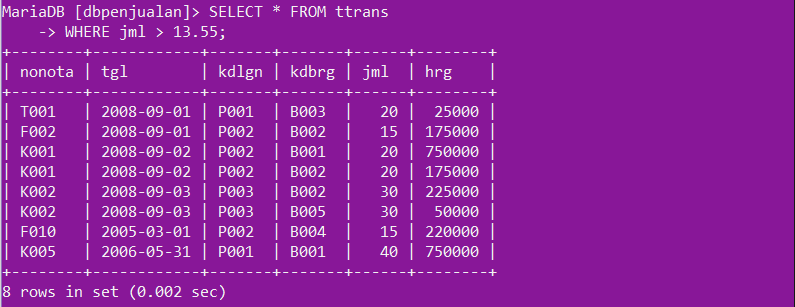 MariaDB [dbpenjualan]> SELECT * FROM ttrans
    -> WHERE jml > 13.55;
+--------+------------+-------+-------+------+--------+
| nonota | tgl        | kdlgn | kdbrg | jml  | hrg    |
+--------+------------+-------+-------+------+--------+
| T001   | 2008-09-01 | P001  | B003  |   20 |  25000 |
| F002   | 2008-09-01 | P002  | B002  |   15 | 175000 |
| K001   | 2008-09-02 | P002  | B001  |   20 | 750000 |
| K001   | 2008-09-02 | P002  | B002  |   20 | 175000 |
| K002   | 2008-09-03 | P003  | B002  |   30 | 225000 |
| K002   | 2008-09-03 | P003  | B005  |   30 |  50000 |
| F010   | 2005-03-01 | P002  | B004  |   15 | 220000 |
| K005   | 2006-05-31 | P001  | B001  |   40 | 750000 |
+--------+------------+-------+-------+------+--------+
8 rows in set (0.002 sec)